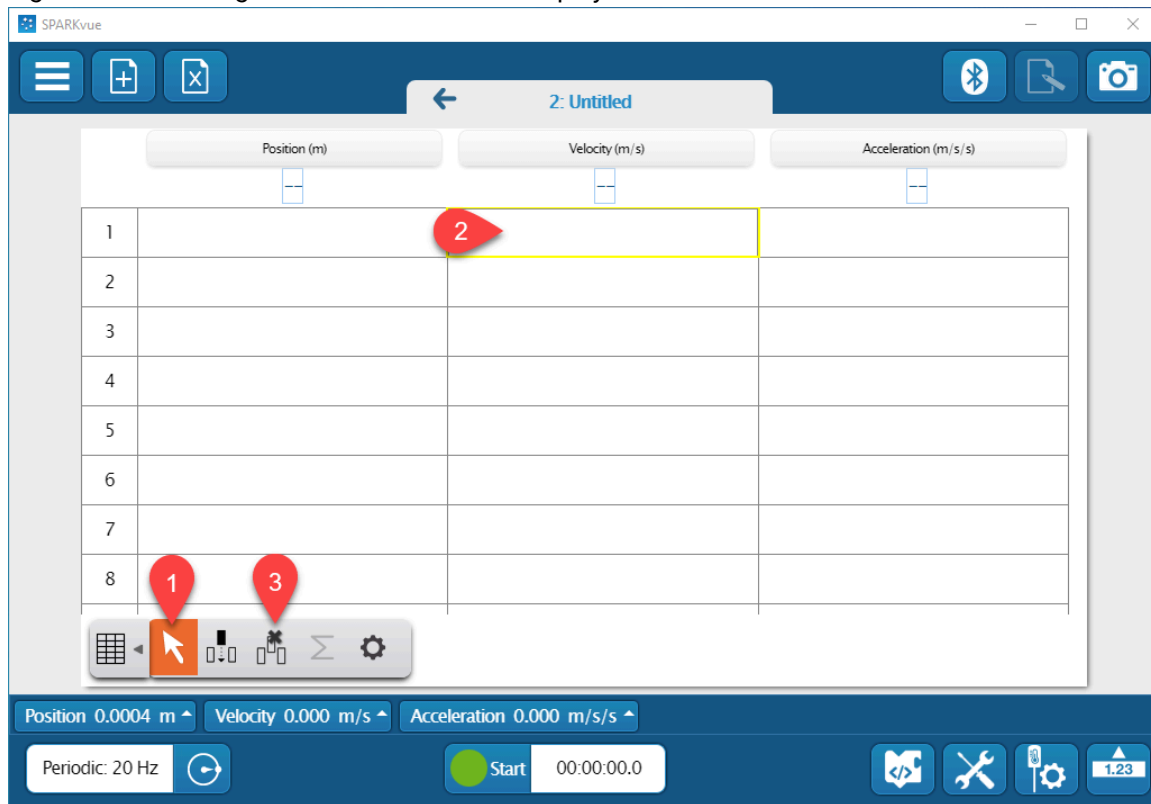 SPARKvue
2: Untitled
Position (m) Velocity (m/s) Acceleration (m/s/s)
-- -- --
1 2
2
3
4
5
6
7
8 1 3
Position 0.0004 m Velocity 0.000 m/s Acceleration 0.000 m/s/s
Periodic: 20 Hz Start 00:00:00.0 </> 1.23